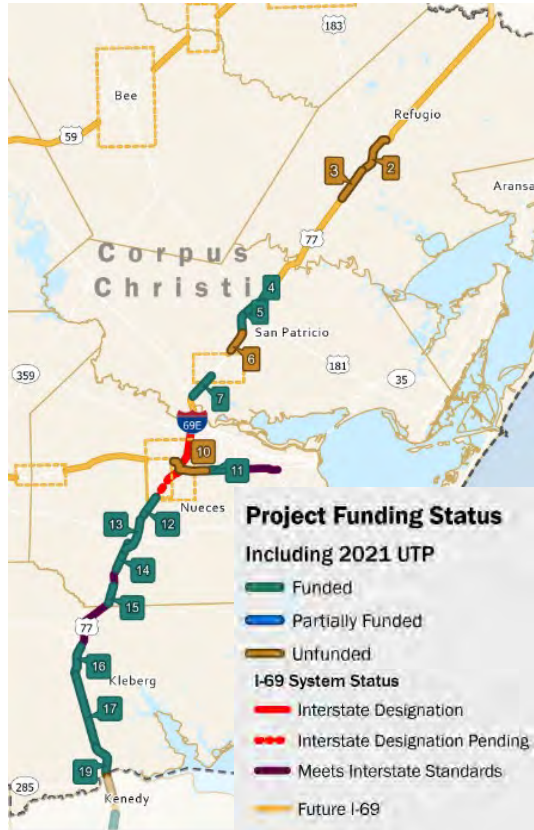 77
183
Bee
59
Refugio
2
3
Aransa
77
Corpus
Christi
4
5
San Patricio
6
181
359
35
7
69E
10
11
Nueces
12
13
14
15
77
16
Kleberg
17
19
285
Kenedy
Project Funding Status
Including 2021 UTP
Funded
Partially Funded
Unfunded
I-69 System Status
Interstate Designation
Interstate Designation Pending
Meets Interstate Standards
Future I-69